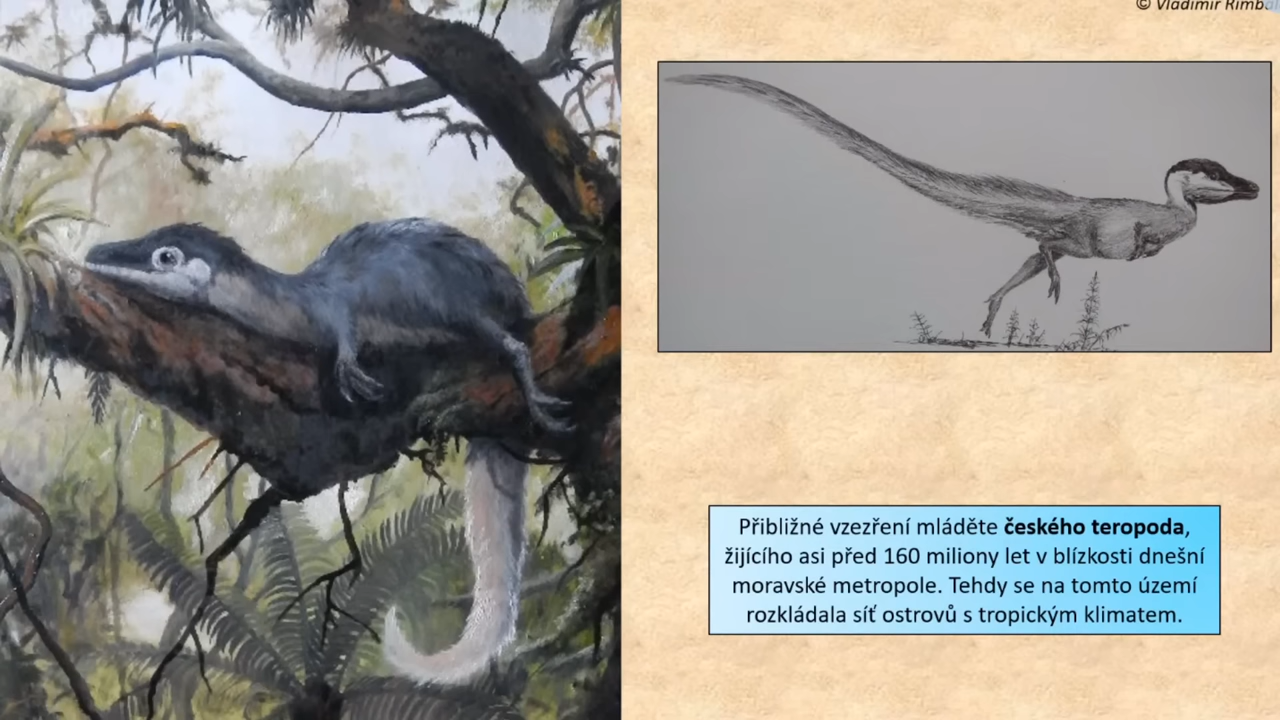 © Vladimír
Přibližné vzezření mláděte českého teropoda,
žijícího asi před 160 miliony let v blízkosti dnešní
moravské metropole. Tehdy se na tomto území
rozkládala síť ostrovů s tropickým klimatem.